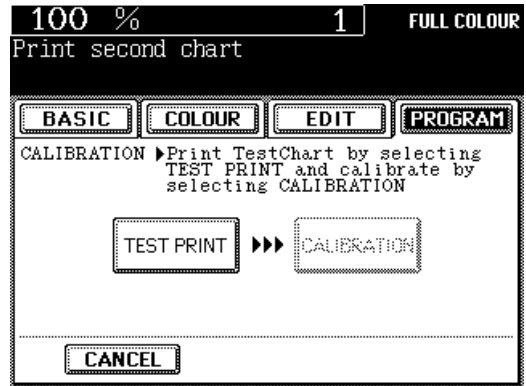 100 % 1 FULL COLOUR
Print second chart
BASIC COLOUR EDIT PROGRAM
CALIBRATION Print TestChart by selecting
TEST PRINT and calibrate by
selecting CALIBRATION
TEST PRINT CALIBRATION
CANCEL